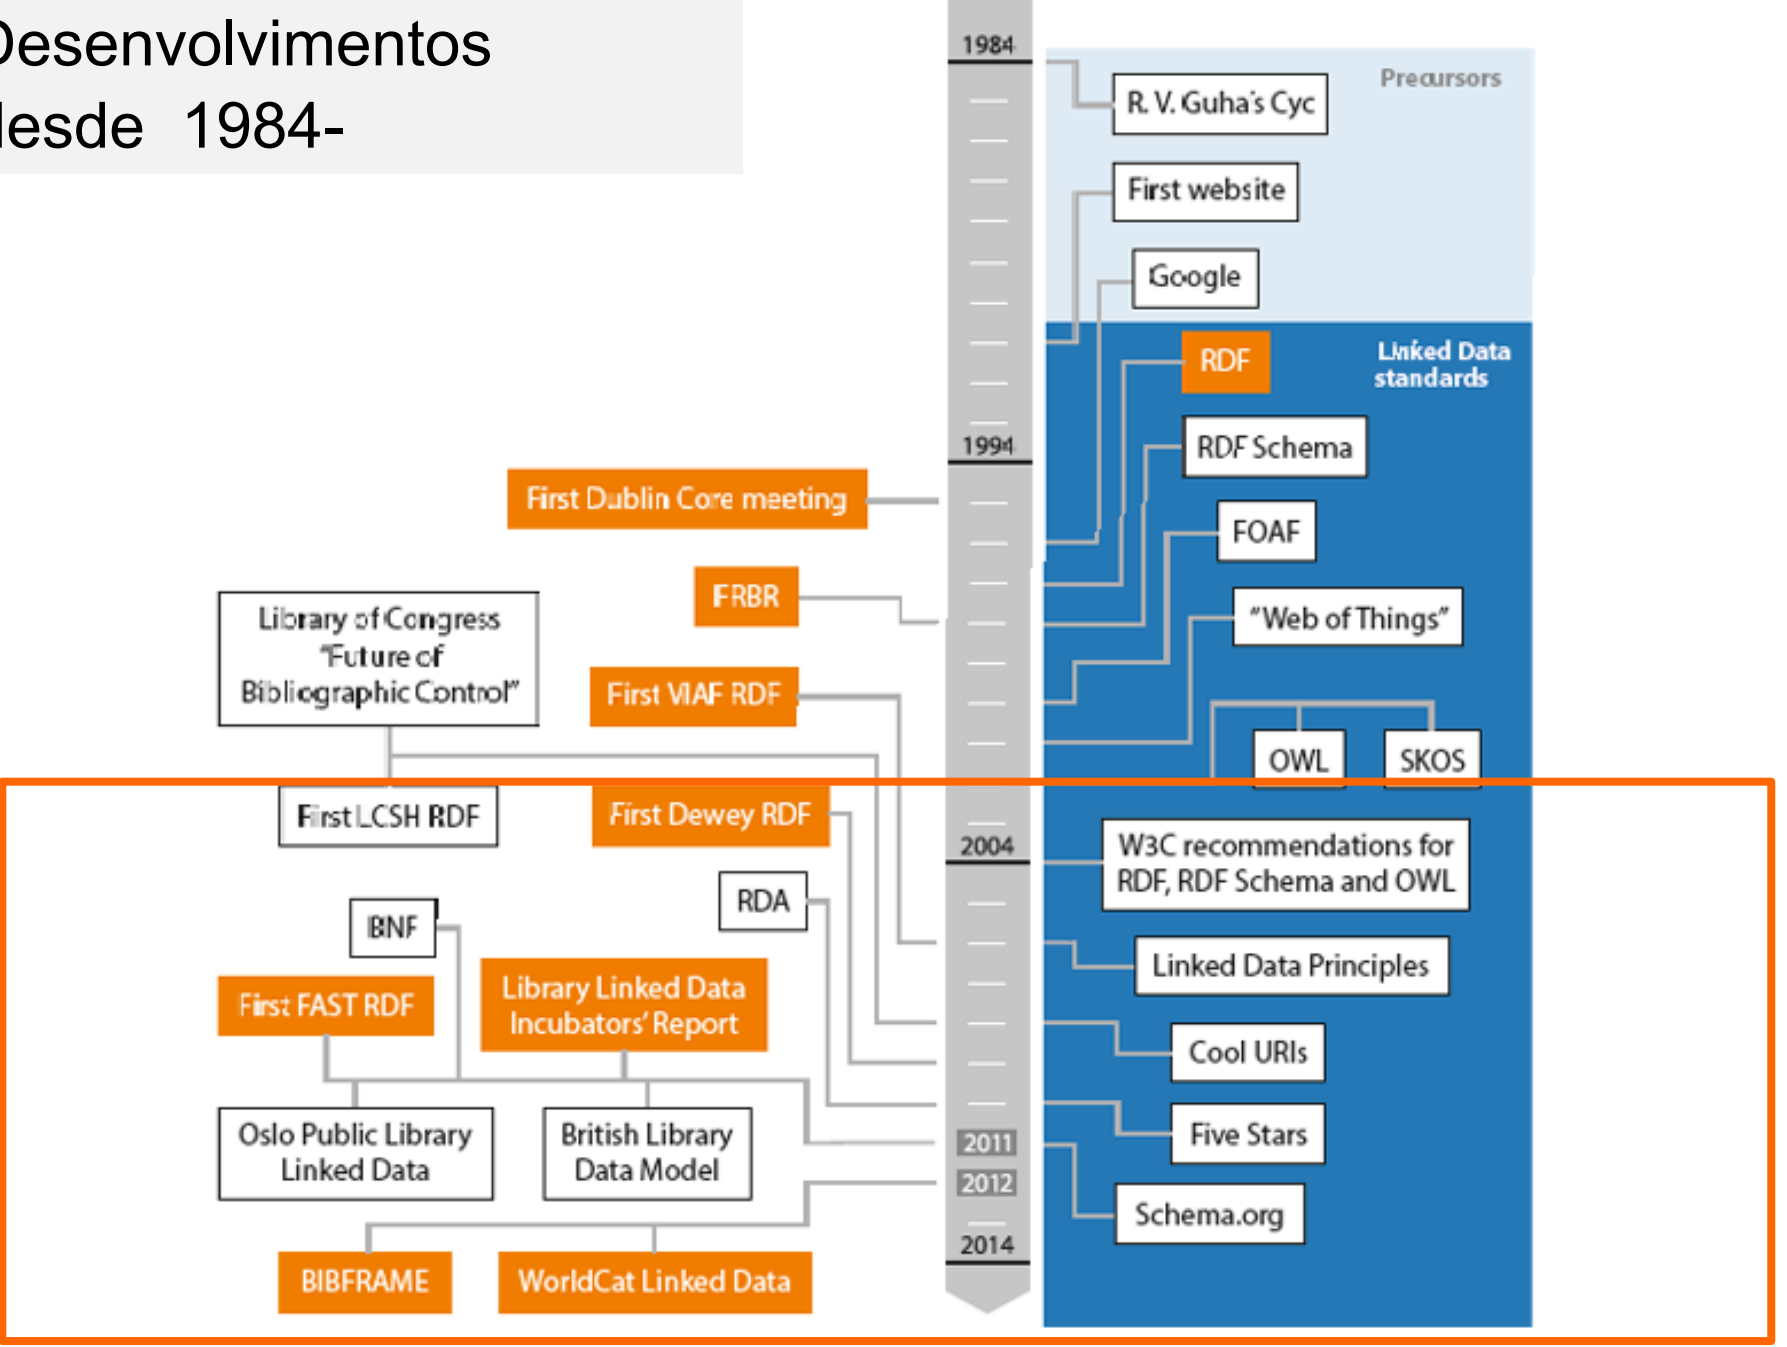 Desenvolvimentos
desde 1984-
1984
Precursors
R. V. Guha's Cyc
First website
Google
RDF
Linked Data
standards
1994
RDF Schema
First Dublin Core meeting
FOAF
FRBR
"Web of Things"
Library of Congress
"Future of
Bibliographic Control"
First VIAF RDF
OWL
SKOS
First LCSH RDF
First Dewey RDF
2004
W3C recommendations for
RDF, RDF Schema and OWL
RDA
BNF
Linked Data Principles
First FAST RDF
Library Linked Data
Incubators' Report
Cool URIs
Oslo Public Library
Linked Data
British Library
Data Model
2011
Five Stars
2012
Schema.org
2014
BIBFRAME
WorldCat Linked Data